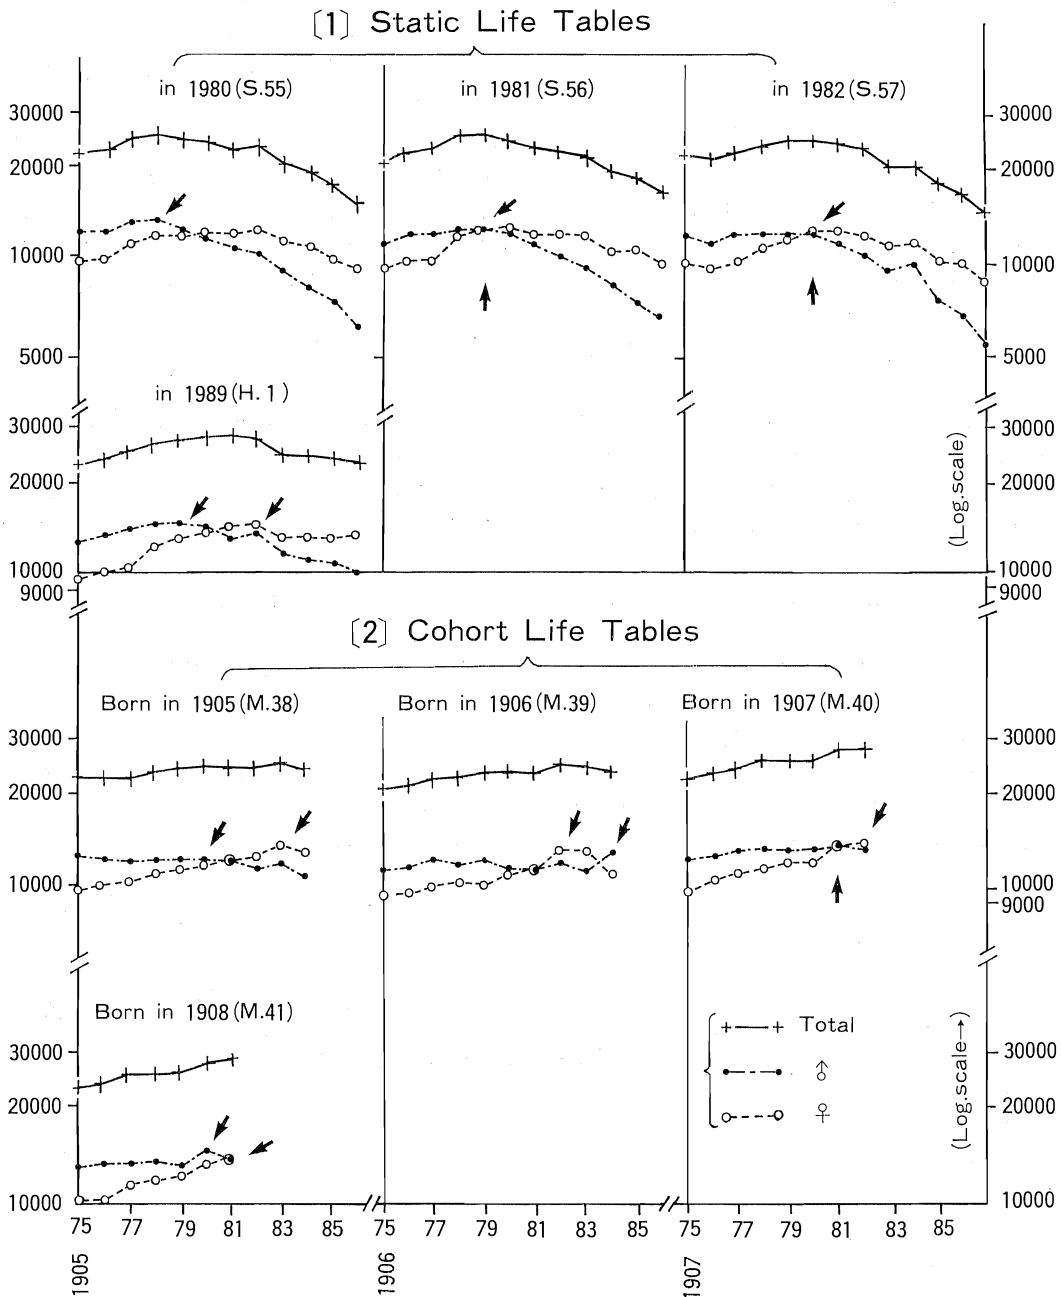 [1] Static Life Tables
in 1980 (S.55)
in 1981 (S.56)
in 1982 (S.57)
30000
20000
10000
5000
30000
20000
10000
5000
in 1989 (H. 1)
30000
20000
10000
9000
30000
20000
10000
9000
(Log.scale)
[2] Cohort Life Tables
Born in 1905 (M.38)
Born in 1906 (M.39)
Born in 1907 (M.40)
30000
20000
10000
30000
20000
10000
9000
Born in 1908 (M.41)
30000
20000
10000
Total
♂
♀
30000
20000
10000
(Log.scale→)
75 77 79 81 83 75 77 79 81 83 85 75 77 79 81 83 85
1905
1906
1907